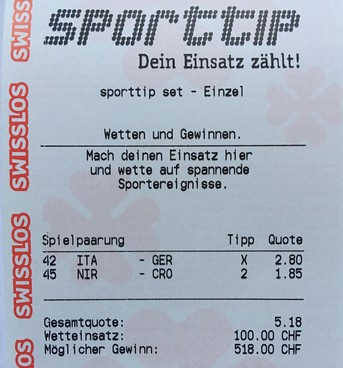 sporttip
Dein Einsatz zählt!
sporttip set - Einzel
Wetten und Gewinnen.
Mach deinen Einsatz hier
und wette auf spannende
Sportereignisse.
Spielpaarung Tipp Quote
42 ITA - GER X 2.80
45 NIR - CRO 2 1.85
Gesamtquote: 5.18
Wetteinsatz: 100.00 CHF
Möglicher Gewinn: 518.00 CHF
SWISS
SWISSLOS
SWISSLOS
OS